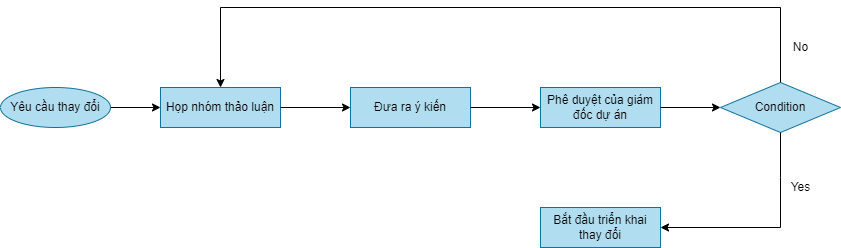 No
Yêu cầu thay đổi
Họp nhóm thảo luận
Đưa ra ý kiến
Phê duyệt của giám
đốc dự án
Condition
Yes
Bắt đầu triển khai
thay đổi